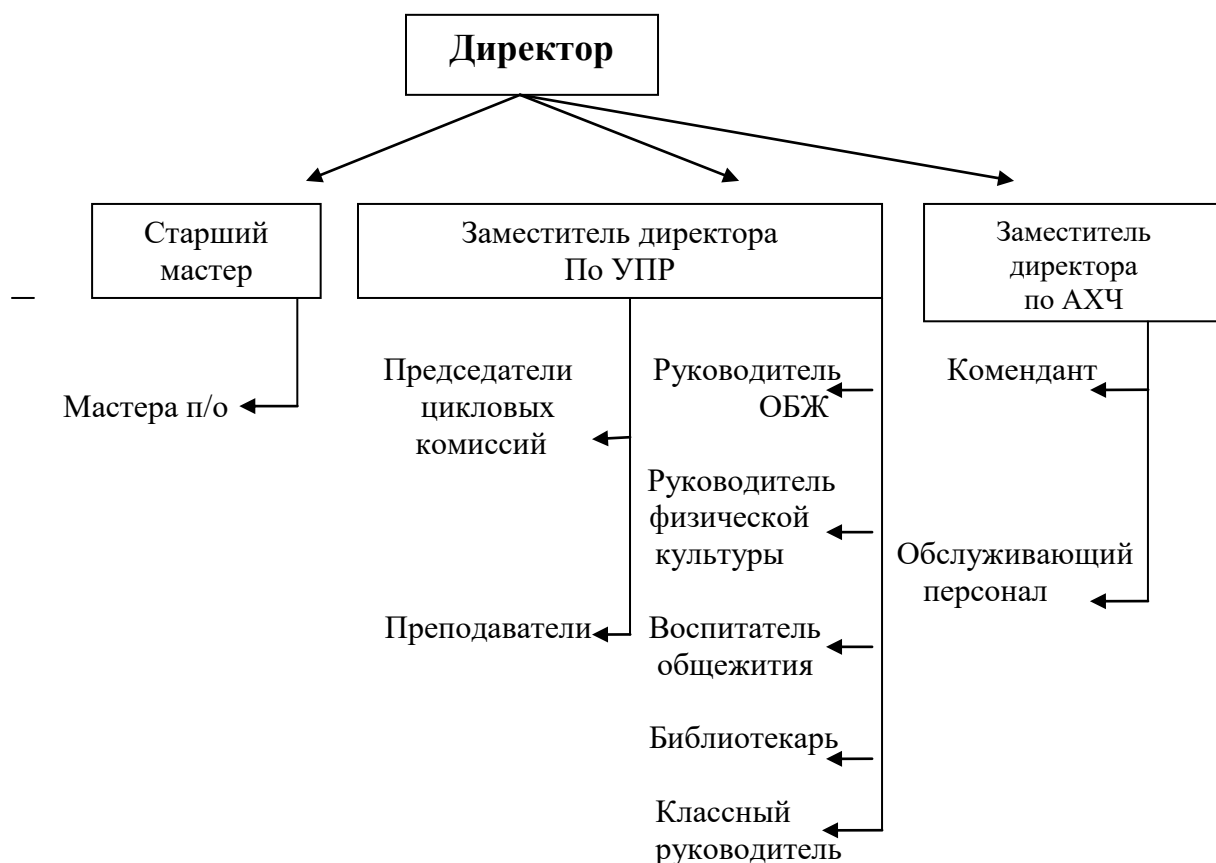 Директор
Старший
мастер
Заместитель директора
По УПР
Заместитель
директора
по АХЧ
Мастера п/о
Председатели
цикловых
комиссий
Преподаватели
Руководитель
ОБЖ
Руководитель
физической
культуры
Воспитатель
общежития
Библиотекарь
Классный
руководитель
Комендант
Обслуживающий
персонал